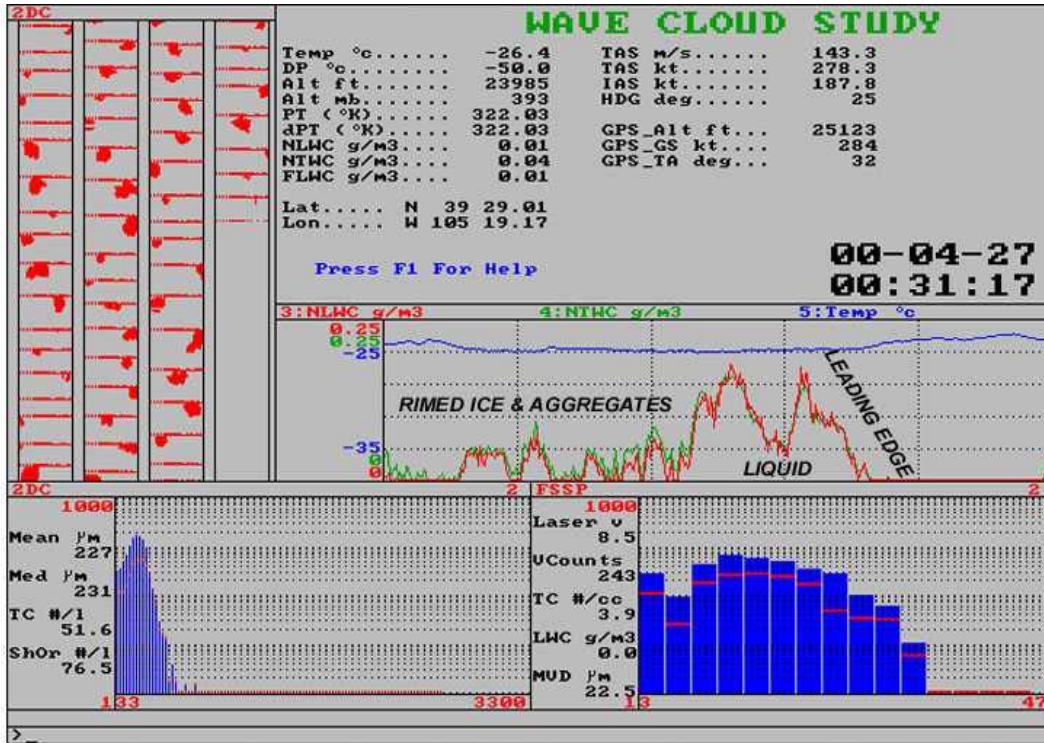 2DC
WAVE CLOUD STUDY
Temp °c....... -26.4 TAS m/s...... 143.3
DP °c......... -50.0 TAS kt....... 278.3
Alt ft........ 23985 IAS kt....... 187.8
Alt mb........ 393 HDG deg...... 25
PT (°K)..... 322.03
dPT (°K)..... 322.03 GPS_Alt ft... 25123
NLWC g/m3..... 0.01 GPS_GS kt.... 284
NTWC g/m3..... 0.04 GPS_TA deg... 32
FLWC g/m3.... 0.01
Lat..... N 39 29.01
Lon..... W 105 19.17
Press F1 For Help
00-04-27
00:31:17
3:NLWC g/m3 4:NTWC g/m3 5:Temp °c
0.25
0.25
-25
-35
0
0
RIMED ICE & AGGREGATES
LIQUID
LEADING EDGE
2DC 2
1000
Mean µm
227
Med µm
231
TC #/l
51.6
ShOr #/l
76.5
133 3300
FSSP 2
1000
Laser v
8.5
VCounts
243
TC #/cc
3.9
LWC g/m3
0.0
MVD µm
22.5
13 47
>_